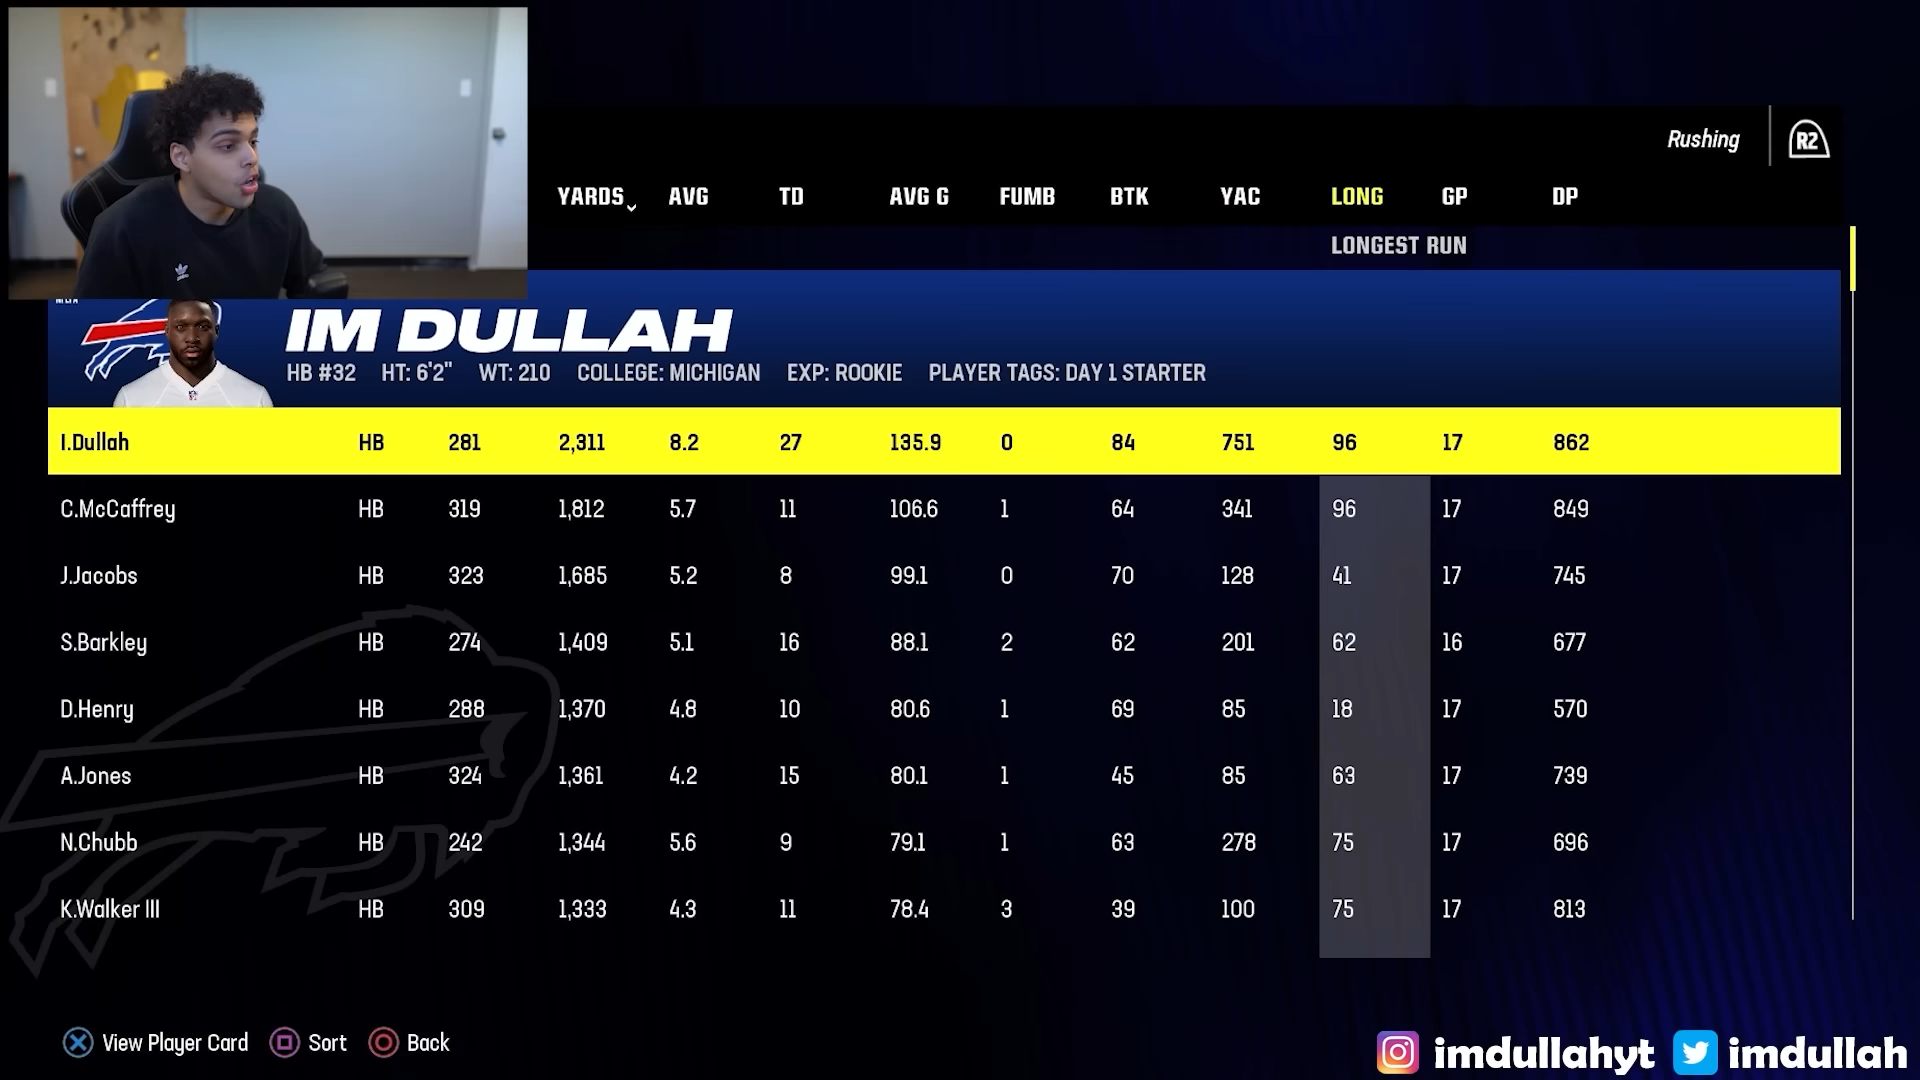 Rushing R2
YARDS AVG TD AVG G FUMB BTK YAC LONG GP DP
LONGEST RUN
IM DULLAH
HB #32 HT: 6'2" WT: 210 COLLEGE: MICHIGAN EXP: ROOKIE PLAYER TAGS: DAY 1 STARTER
I.Dullah HB 281 2,311 8.2 27 135.9 0 84 751 96 17 862
C.McCaffrey HB 319 1,812 5.7 11 106.6 1 64 341 96 17 849
J.Jacobs HB 323 1,685 5.2 8 99.1 0 70 128 41 17 745
S.Barkley HB 274 1,409 5.1 16 88.1 2 62 201 62 16 677
D.Henry HB 288 1,370 4.8 10 80.6 1 69 85 18 17 570
A.Jones HB 324 1,361 4.2 15 80.1 1 45 85 63 17 739
N.Chubb HB 242 1,344 5.6 9 79.1 1 63 278 75 17 696
K.Walker III HB 309 1,333 4.3 11 78.4 3 39 100 75 17 813
View Player Card Sort Back
imdullahyt imdullah